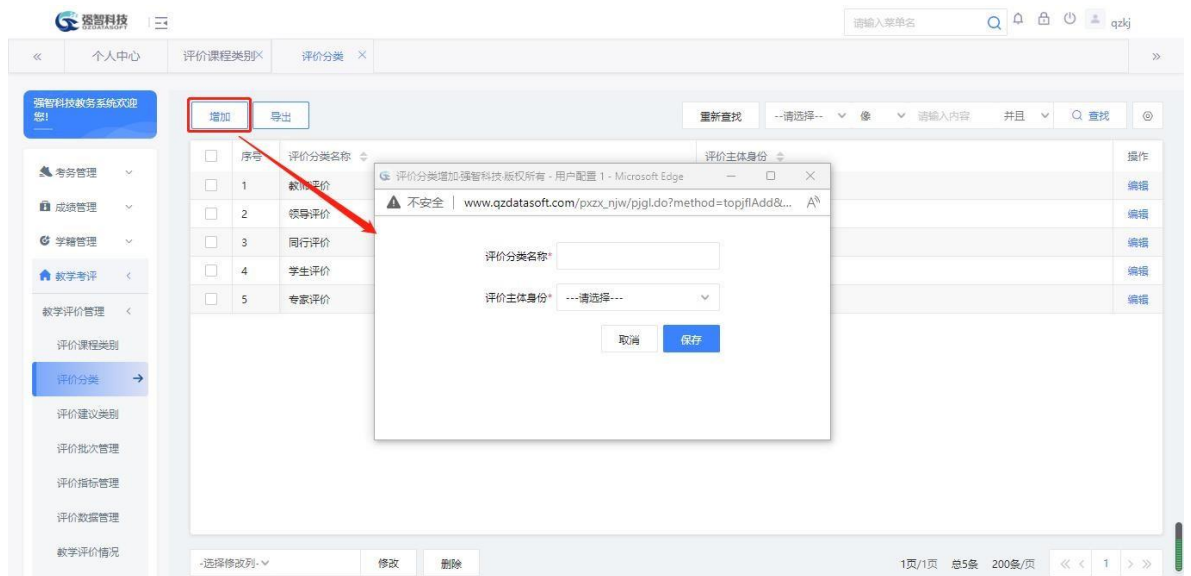 强智科技
QZDATASOFT
请输入菜单名
qzkj
个人中心
评价课程类别
评价分类
强智科技教务系统欢迎
您!
增加
导出
重新查找
--请选择--
像
请输入内容
并且
查找
序号
评价分类名称
评价主体身份
操作
考务管理
成绩管理
学籍管理
教学考评
教学评价管理
评价课程类别
评价分类
评价建议类别
评价批次管理
评价指标管理
评价数据管理
教学评价情况
1
教师评价
编辑
2
领导评价
编辑
3
同行评价
编辑
4
学生评价
编辑
5
专家评价
编辑
评价分类增加-强智科技-版权所有 - 用户配置 1 - Microsoft Edge
不安全
www.qzdatasoft.com/pxzx_njw/pjgl.do?method=topjflAdd&...
评价分类名称*
评价主体身份*
---请选择---
取消
保存
-选择修改列-
修改
删除
1页/1页 总5条 200条/页
1